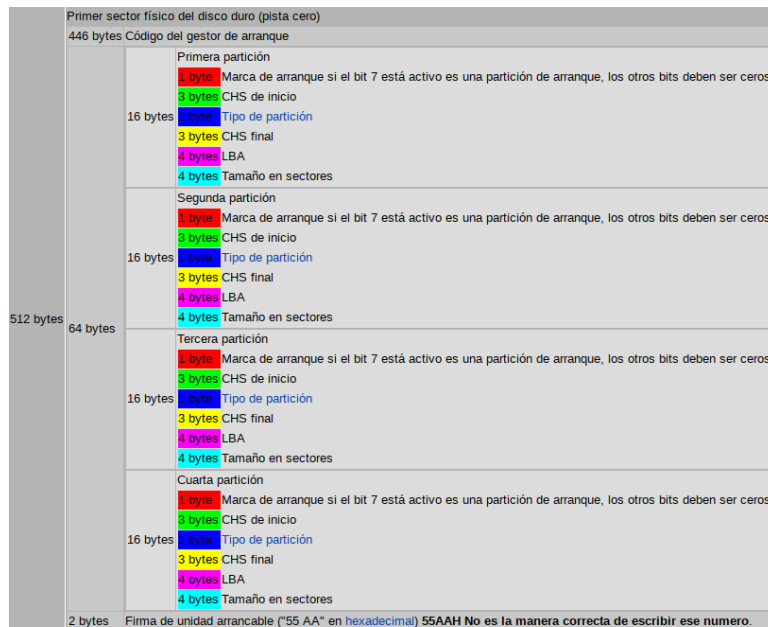 Primer sector físico del disco duro (pista cero)
446 bytes Código del gestor de arranque
Primera partición
1 byte Marca de arranque si el bit 7 está activo es una partición de arranque, los otros bits deben ser ceros
3 bytes CHS de inicio
16 bytes 1 byte Tipo de partición
3 bytes CHS final
4 bytes LBA
4 bytes Tamaño en sectores
Segunda partición
1 byte Marca de arranque si el bit 7 está activo es una partición de arranque, los otros bits deben ser ceros
3 bytes CHS de inicio
16 bytes 1 byte Tipo de partición
3 bytes CHS final
4 bytes LBA
512 bytes 64 bytes 4 bytes Tamaño en sectores
Tercera partición
1 byte Marca de arranque si el bit 7 está activo es una partición de arranque, los otros bits deben ser ceros
3 bytes CHS de inicio
16 bytes 1 byte Tipo de partición
3 bytes CHS final
4 bytes LBA
4 bytes Tamaño en sectores
Cuarta partición
1 byte Marca de arranque si el bit 7 está activo es una partición de arranque, los otros bits deben ser ceros
3 bytes CHS de inicio
16 bytes 1 byte Tipo de partición
3 bytes CHS final
4 bytes LBA
4 bytes Tamaño en sectores
2 bytes Firma de unidad arrancable ("55 AA" en hexadecimal) 55AAH No es la manera correcta de escribir ese numero.